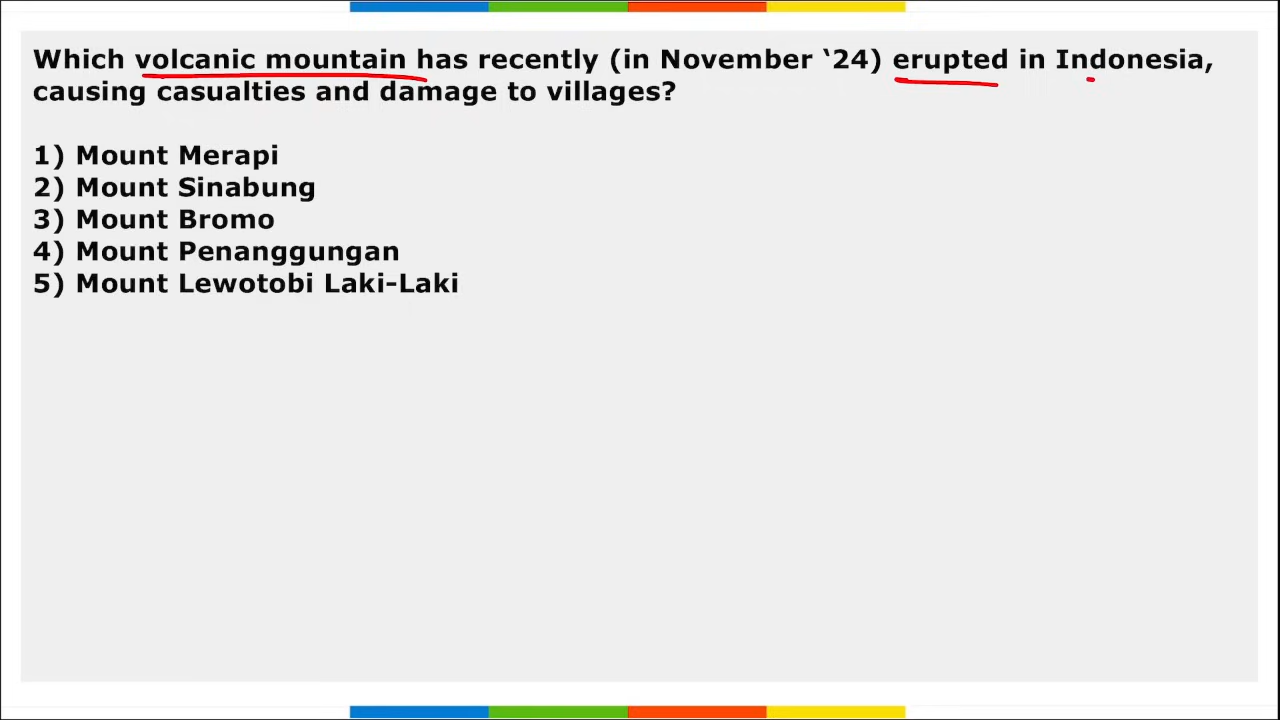 Which volcanic mountain has recently (in November ‘24) erupted in Indonesia,
causing casualties and damage to villages?
1) Mount Merapi
2) Mount Sinabung
3) Mount Bromo
4) Mount Penanggungan
5) Mount Lewotobi Laki-Laki